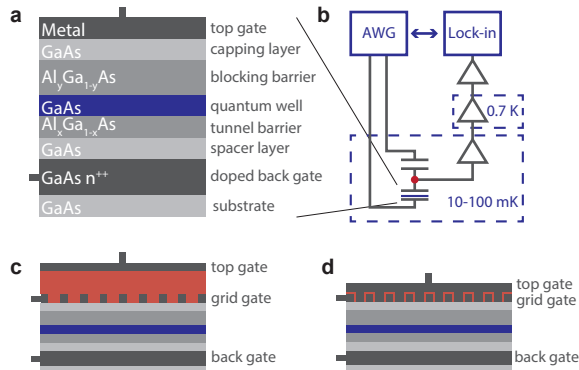 a
Metal
top gate
GaAs
capping layer
AlyGa1-yAs
blocking barrier
GaAs
quantum well
AlxGa1-xAs
tunnel barrier
GaAs
spacer layer
GaAs n++
doped back gate
GaAs
substrate
b
AWG
Lock-in
0.7 K
10-100 mK
c
top gate
grid gate
back gate
d
top gate
grid gate
back gate